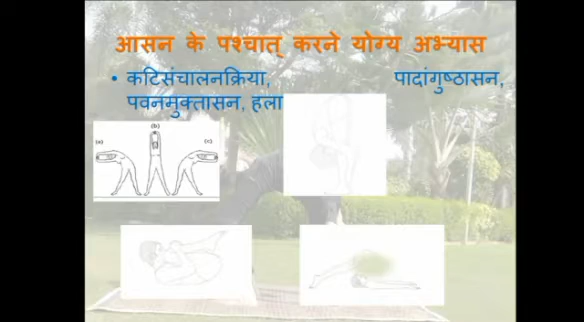 आसन के पश्चात् करने योग्य अभ्यास
• कटिसंचालनक्रिया, पादांगुष्ठासन,
पवनमुक्तासन, हला
(a) (b) (c)